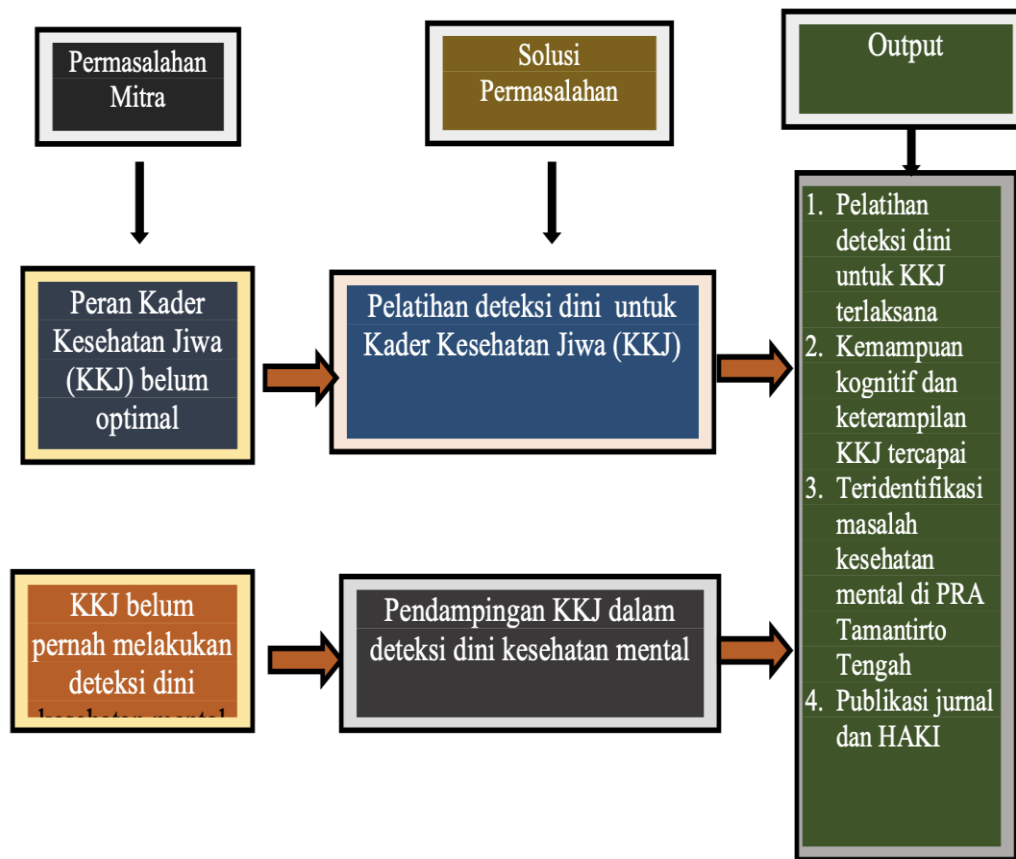 Permasalahan
Mitra
Solusi
Permasalahan
Output
Peran Kader
Kesehatan Jiwa
(KKJ) belum
optimal
Pelatihan deteksi dini untuk
Kader Kesehatan Jiwa (KKJ)
KKJ belum
pernah melakukan
deteksi dini
kesehatan mental
Pendampingan KKJ dalam
deteksi dini kesehatan mental
1. Pelatihan
deteksi dini
untuk KKJ
terlaksana
2. Kemampuan
kognitif dan
keterampilan
KKJ tercapai
3. Teridentifikasi
masalah
kesehatan
mental di PRA
Tamantirto
Tengah
4. Publikasi jurnal
dan HAKI